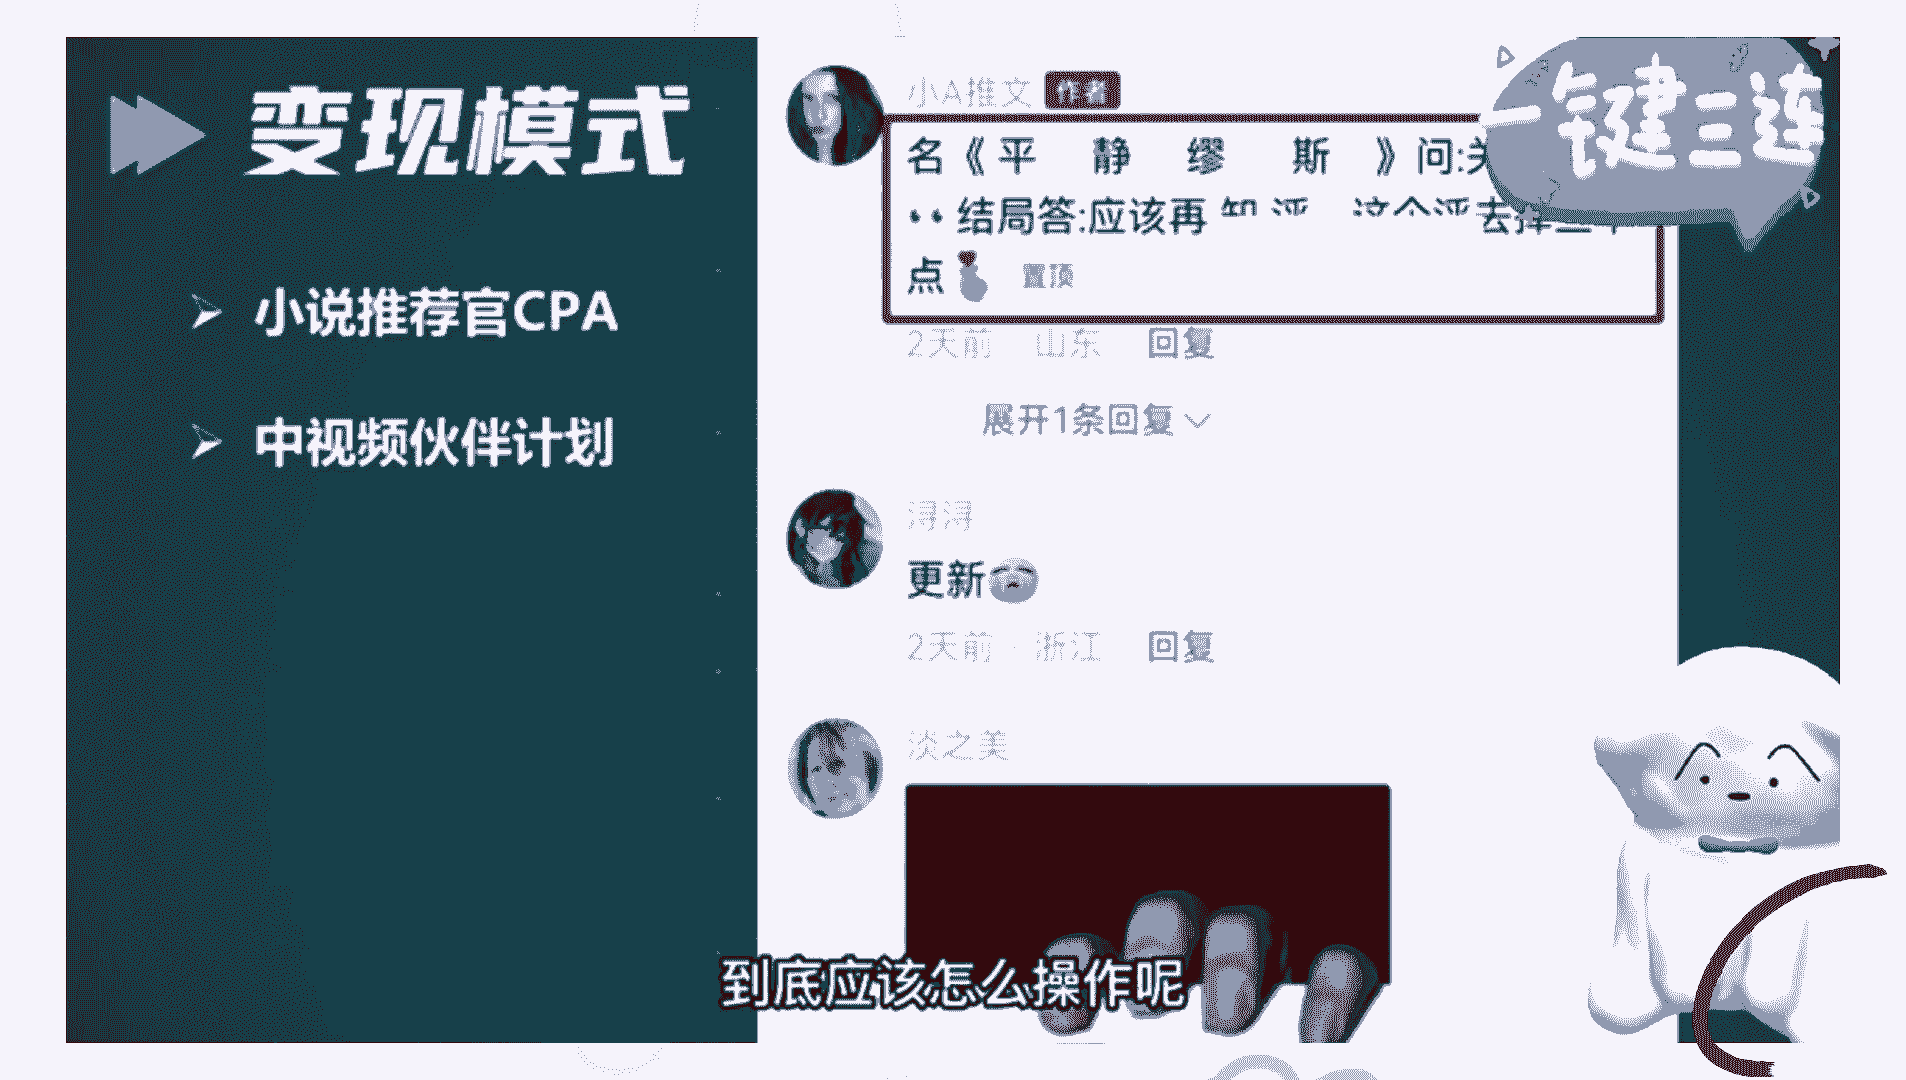 变现模式
小说推荐官CPA
中视频伙伴计划
小A推文 作者
名《平 静 缪 斯 》问:关
结局答:应该再
点 置顶
2天前 山东 回复
展开1条回复
浔浔
更新
2天前 · 浙江 回复
淡之美
一键三连
到底应该怎么操作呢